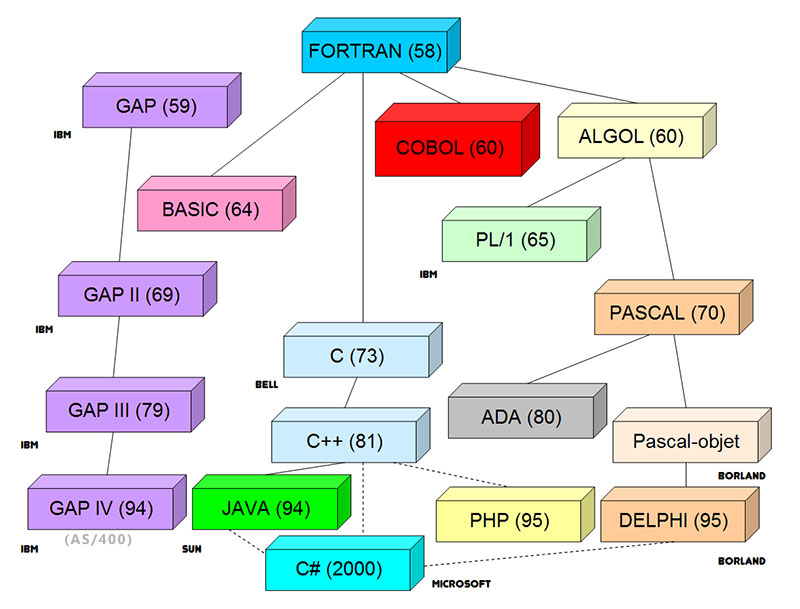 FORTRAN (58)
GAP (59)
IBM
COBOL (60)
ALGOL (60)
BASIC (64)
PL/1 (65)
IBM
GAP II (69)
IBM
PASCAL (70)
C (73)
BELL
GAP III (79)
IBM
ADA (80)
C++ (81)
Pascal-objet
BORLAND
GAP IV (94)
(AS/400)
IBM
JAVA (94)
SUN
PHP (95)
DELPHI (95)
BORLAND
C# (2000)
MICROSOFT